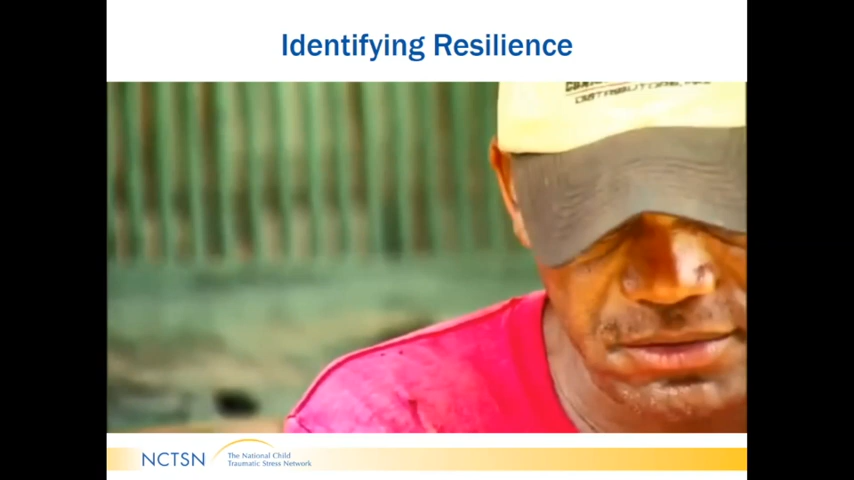 Identifying Resilience
NCTSN
The National Child
Traumatic Stress Network